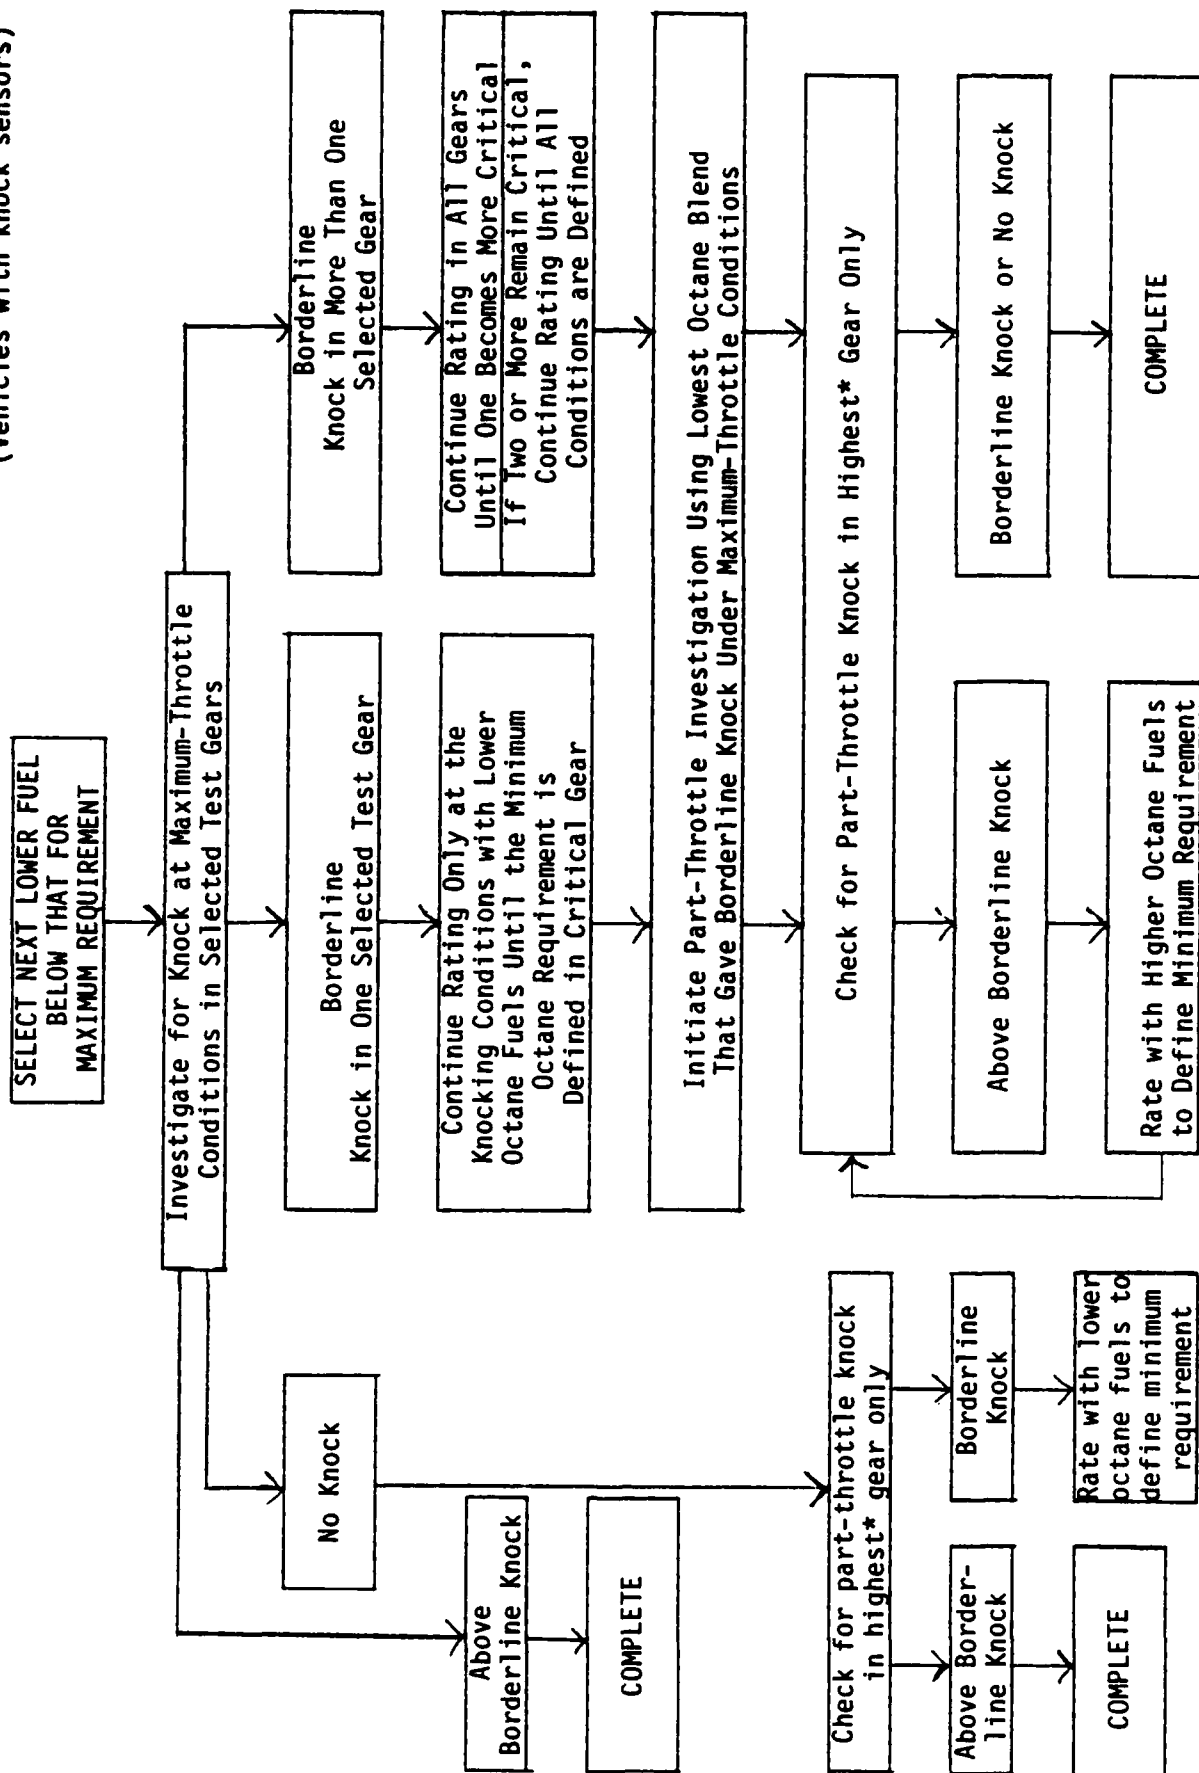 (Vehicles with knock sensors)
SELECT NEXT LOWER FUEL
BELOW THAT FOR
MAXIMUM REQUIREMENT
Investigate for Knock at Maximum-Throttle
Conditions in Selected Test Gears
No Knock
Above
Borderline Knock
COMPLETE
Borderline
Knock in One Selected Test Gear
Borderline
Knock in More Than One
Selected Gear
Continue Rating Only at the
Knocking Conditions with Lower
Octane Fuels Until the Minimum
Octane Requirement is
Defined in Critical Gear
Continue Rating in All Gears
Until One Becomes More Critical
If Two or More Remain Critical,
Continue Rating Until All
Conditions are Defined
Initiate Part-Throttle Investigation Using Lowest Octane Blend
That Gave Borderline Knock Under Maximum-Throttle Conditions
Check for part-throttle knock
in highest* gear only
Above Border-
line Knock
COMPLETE
Borderline
Knock
Rate with lower
octane fuels to
define minimum
requirement
Check for Part-Throttle Knock in Highest* Gear Only
Above Borderline Knock
Rate with Higher Octane Fuels
to Define Minimum Requirement
Borderline Knock or No Knock
COMPLETE